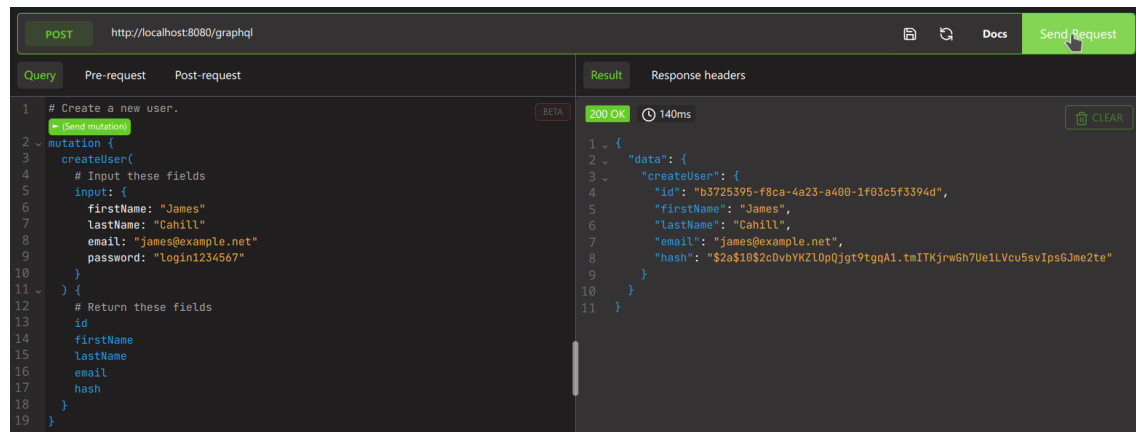 POST http://localhost:8080/graphql Docs Send Request
Query Pre-request Post-request
1 # Create a new user. BETA
► (Send mutation)
2 mutation {
3 createUser(
4 # Input these fields
5 input: {
6 firstName: "James"
7 lastName: "Cahill"
8 email: "james@example.net"
9 password: "login1234567"
10 }
11 ) {
12 # Return these fields
13 id
14 firstName
15 lastName
16 email
17 hash
18 }
19 }
Result Response headers
200 OK 140ms CLEAR
1 {
2 "data": {
3 "createUser": {
4 "id": "b3725395-f8ca-4a23-a400-1f03c5f3394d",
5 "firstName": "James",
6 "lastName": "Cahill",
7 "email": "james@example.net",
8 "hash": "$2a$10$2cDvbYKZlOpQjgt9tgqA1.tmITKjrwGh7Ue1LVcu5svIpsGJme2te"
9 }
10 }
11 }